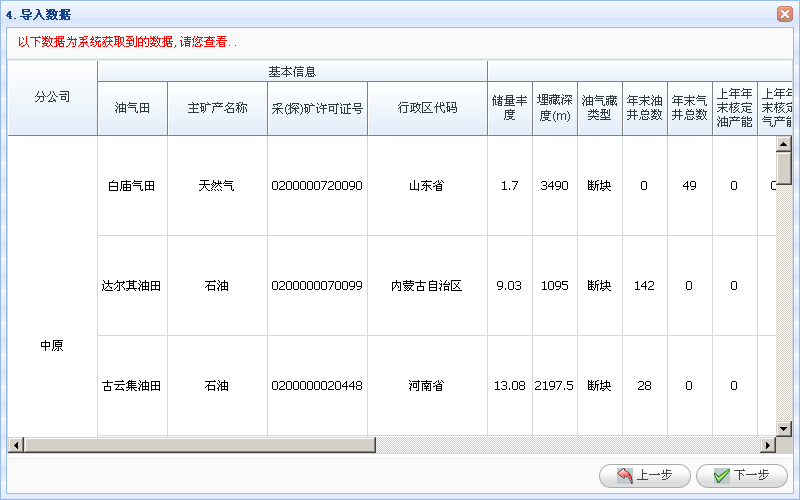 4. 导入数据
以下数据为系统获取到的数据,请您查看. .
分公司
基本信息
油气田
主矿产名称
采(探)矿许可证号
行政区代码
储量丰
度
埋藏深
度(m)
油气藏
类型
年末油
井总数
年末气
井总数
上年年
末核定
油产能
上年年
末核定
气产能
中原
白庙气田 天然气 0200000720090 山东省 1.7 3490 断块 0 49 0 0
达尔其油田 石油 0200000070099 内蒙古自治区 9.03 1095 断块 142 0 0
古云集油田 石油 0200000020448 河南省 13.08 2197.5 断块 28 0 0
上一步
下一步